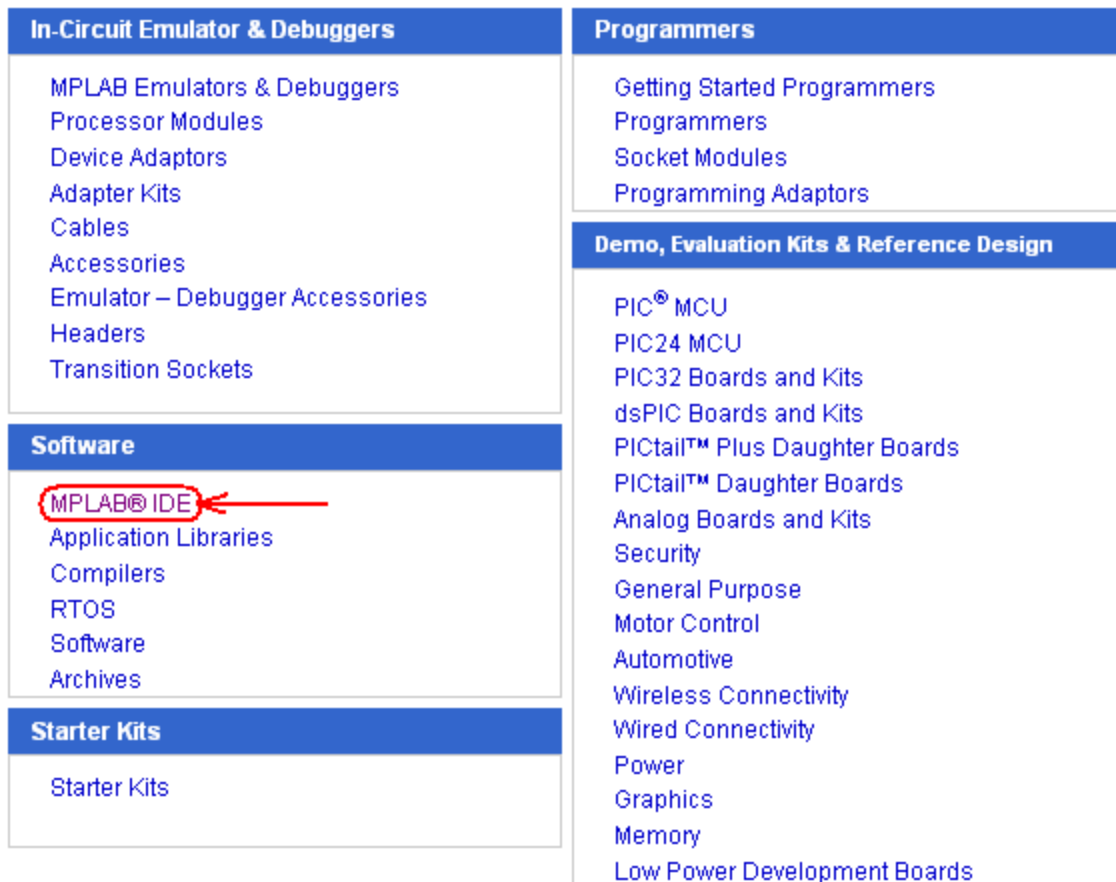 In-Circuit Emulator & Debuggers
MPLAB Emulators & Debuggers
Processor Modules
Device Adaptors
Adapter Kits
Cables
Accessories
Emulator – Debugger Accessories
Headers
Transition Sockets
Software
MPLAB® IDE
Application Libraries
Compilers
RTOS
Software
Archives
Starter Kits
Starter Kits
Programmers
Getting Started Programmers
Programmers
Socket Modules
Programming Adaptors
Demo, Evaluation Kits & Reference Design
PIC® MCU
PIC24 MCU
PIC32 Boards and Kits
dsPIC Boards and Kits
PICtail™ Plus Daughter Boards
PICtail™ Daughter Boards
Analog Boards and Kits
Security
General Purpose
Motor Control
Automotive
Wireless Connectivity
Wired Connectivity
Power
Graphics
Memory
Low Power Development Boards